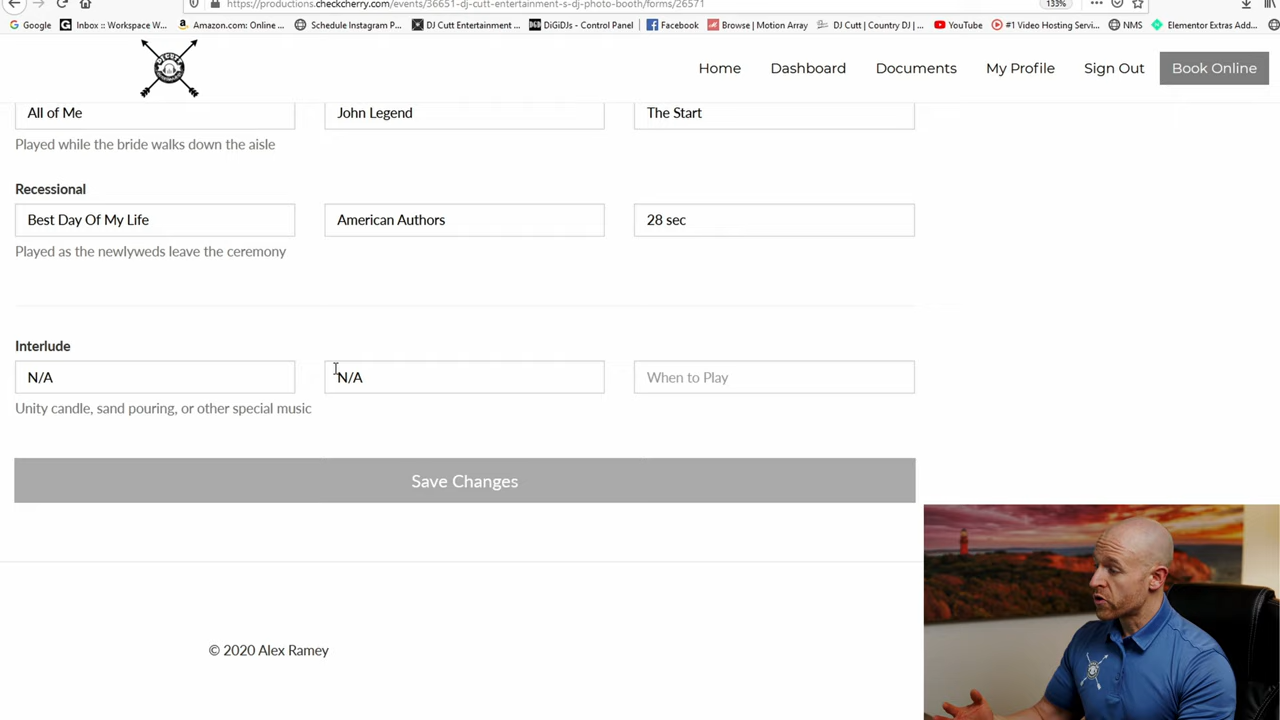 https://productions.checkcherry.com/events/36651-dj-cutt-entertainment-s-dj-photo-booth/forms/26571
133%
Google
Inbox :: Workspace W...
Amazon.com: Online ...
Schedule Instagram P...
DJ Cutt Entertainment ...
DiGiDJs - Control Panel
Facebook
Browse | Motion Array
DJ Cutt | County DJ | ...
YouTube
#1 Video Hosting Servi...
NMS
Elementor Extras Add...
Home
Dashboard
Documents
My Profile
Sign Out
Book Online
All of Me
John Legend
The Start
Played while the bride walks down the aisle
Recessional
Best Day Of My Life
American Authors
28 sec
Played as the newlyweds leave the ceremony
Interlude
N/A
N/A
When to Play
Unity candle, sand pouring, or other special music
Save Changes
© 2020 Alex Ramey